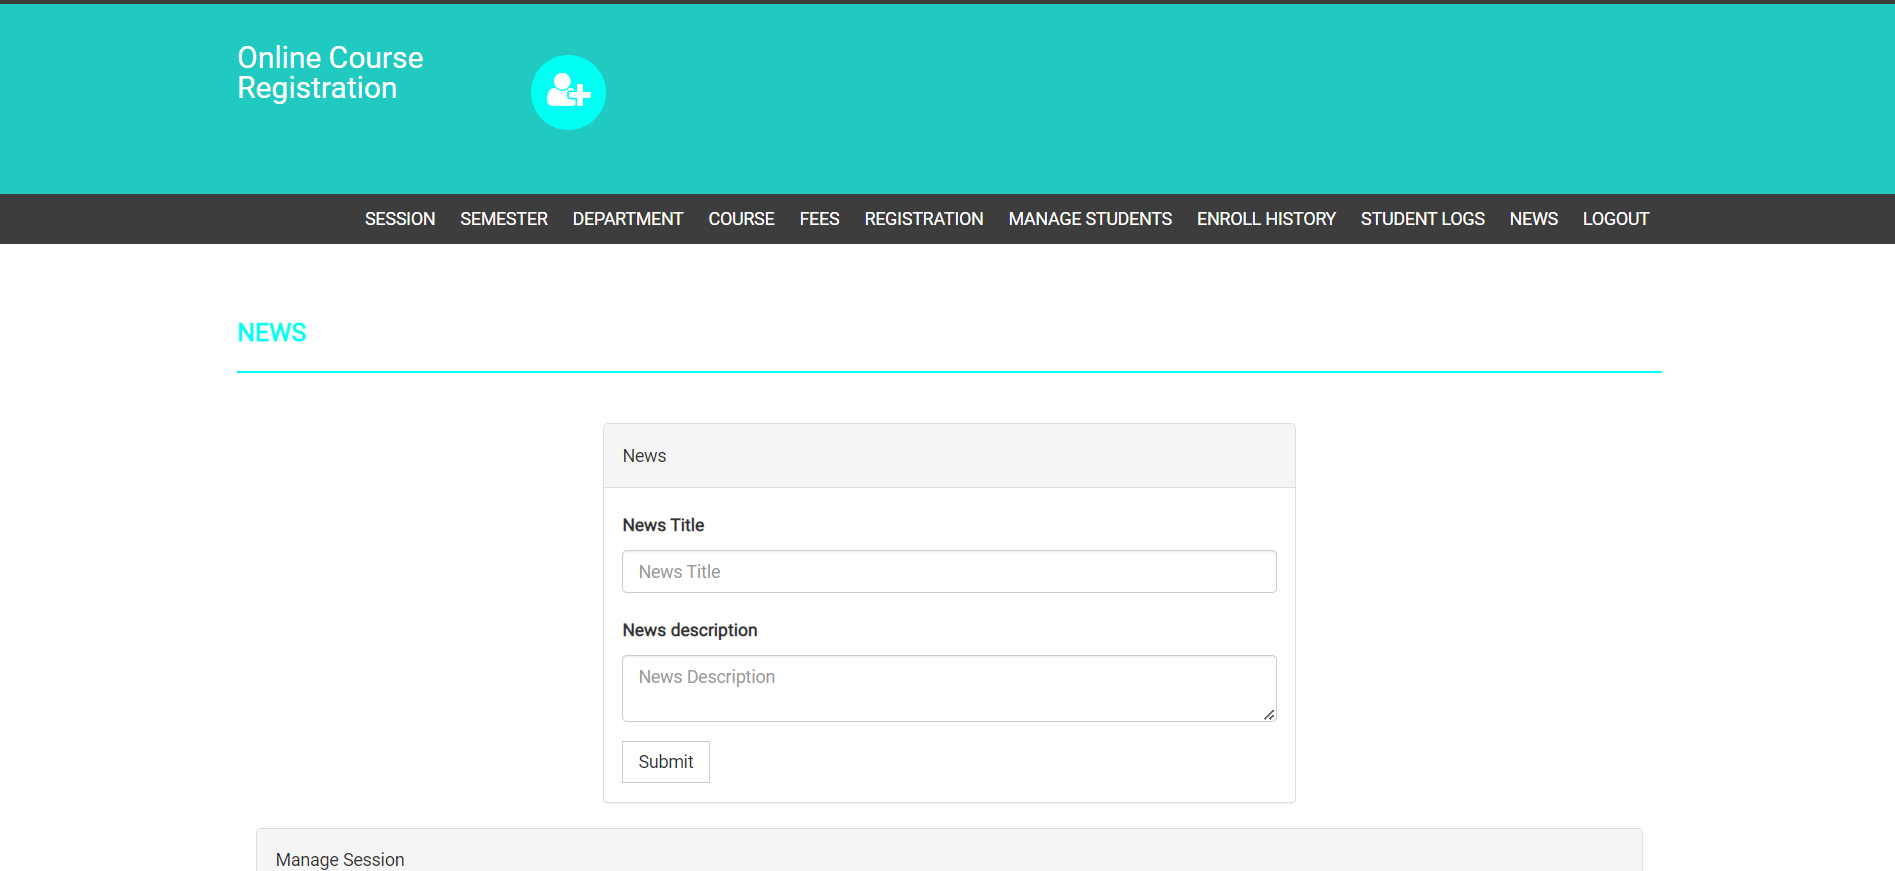 Online Course
Registration
SESSION SEMESTER DEPARTMENT COURSE FEES REGISTRATION MANAGE STUDENTS ENROLL HISTORY STUDENT LOGS NEWS LOGOUT
NEWS
News
News Title
News Title
News description
News Description
Submit
Manage Session